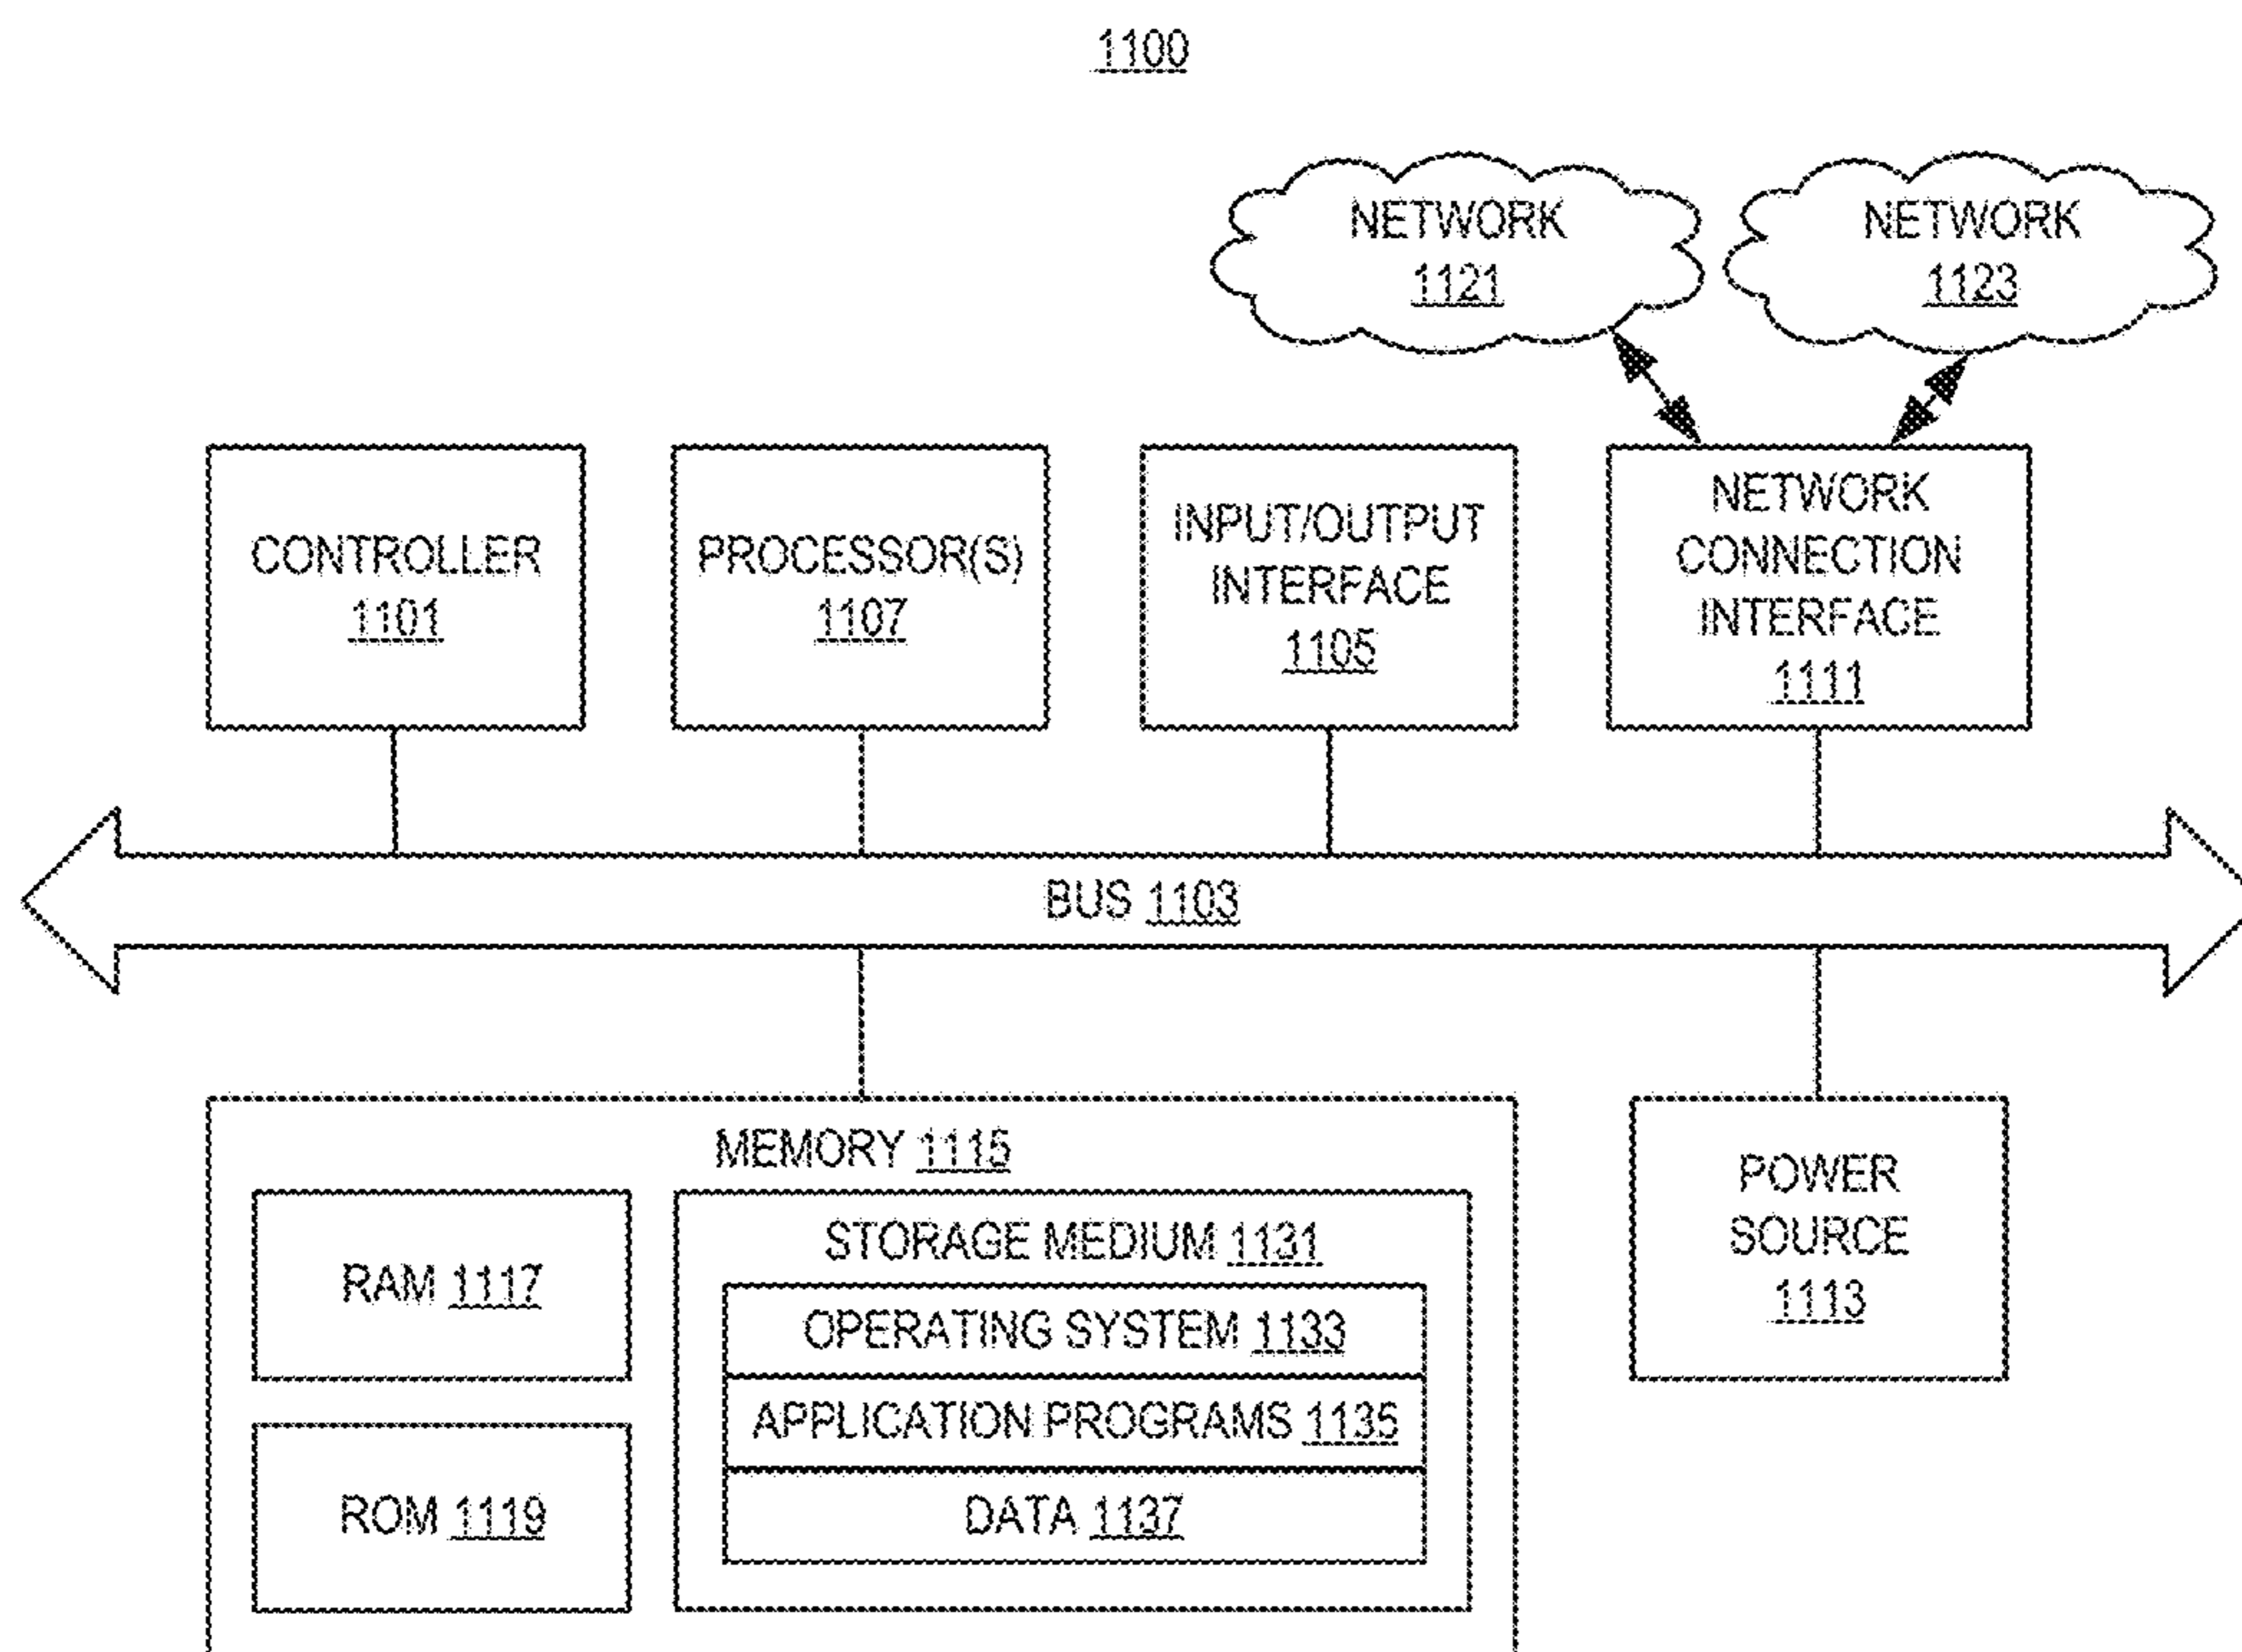 1100
NETWORK
1121
NETWORK
1123
CONTROLLER
1101
PROCESSOR(S)
1107
INPUT/OUTPUT
INTERFACE
1105
NETWORK
CONNECTION
INTERFACE
1111
BUS 1103
MEMORY 1115
RAM 1117
ROM 1119
STORAGE MEDIUM 1131
OPERATING SYSTEM 1133
APPLICATION PROGRAMS 1135
DATA 1137
POWER
SOURCE
1113